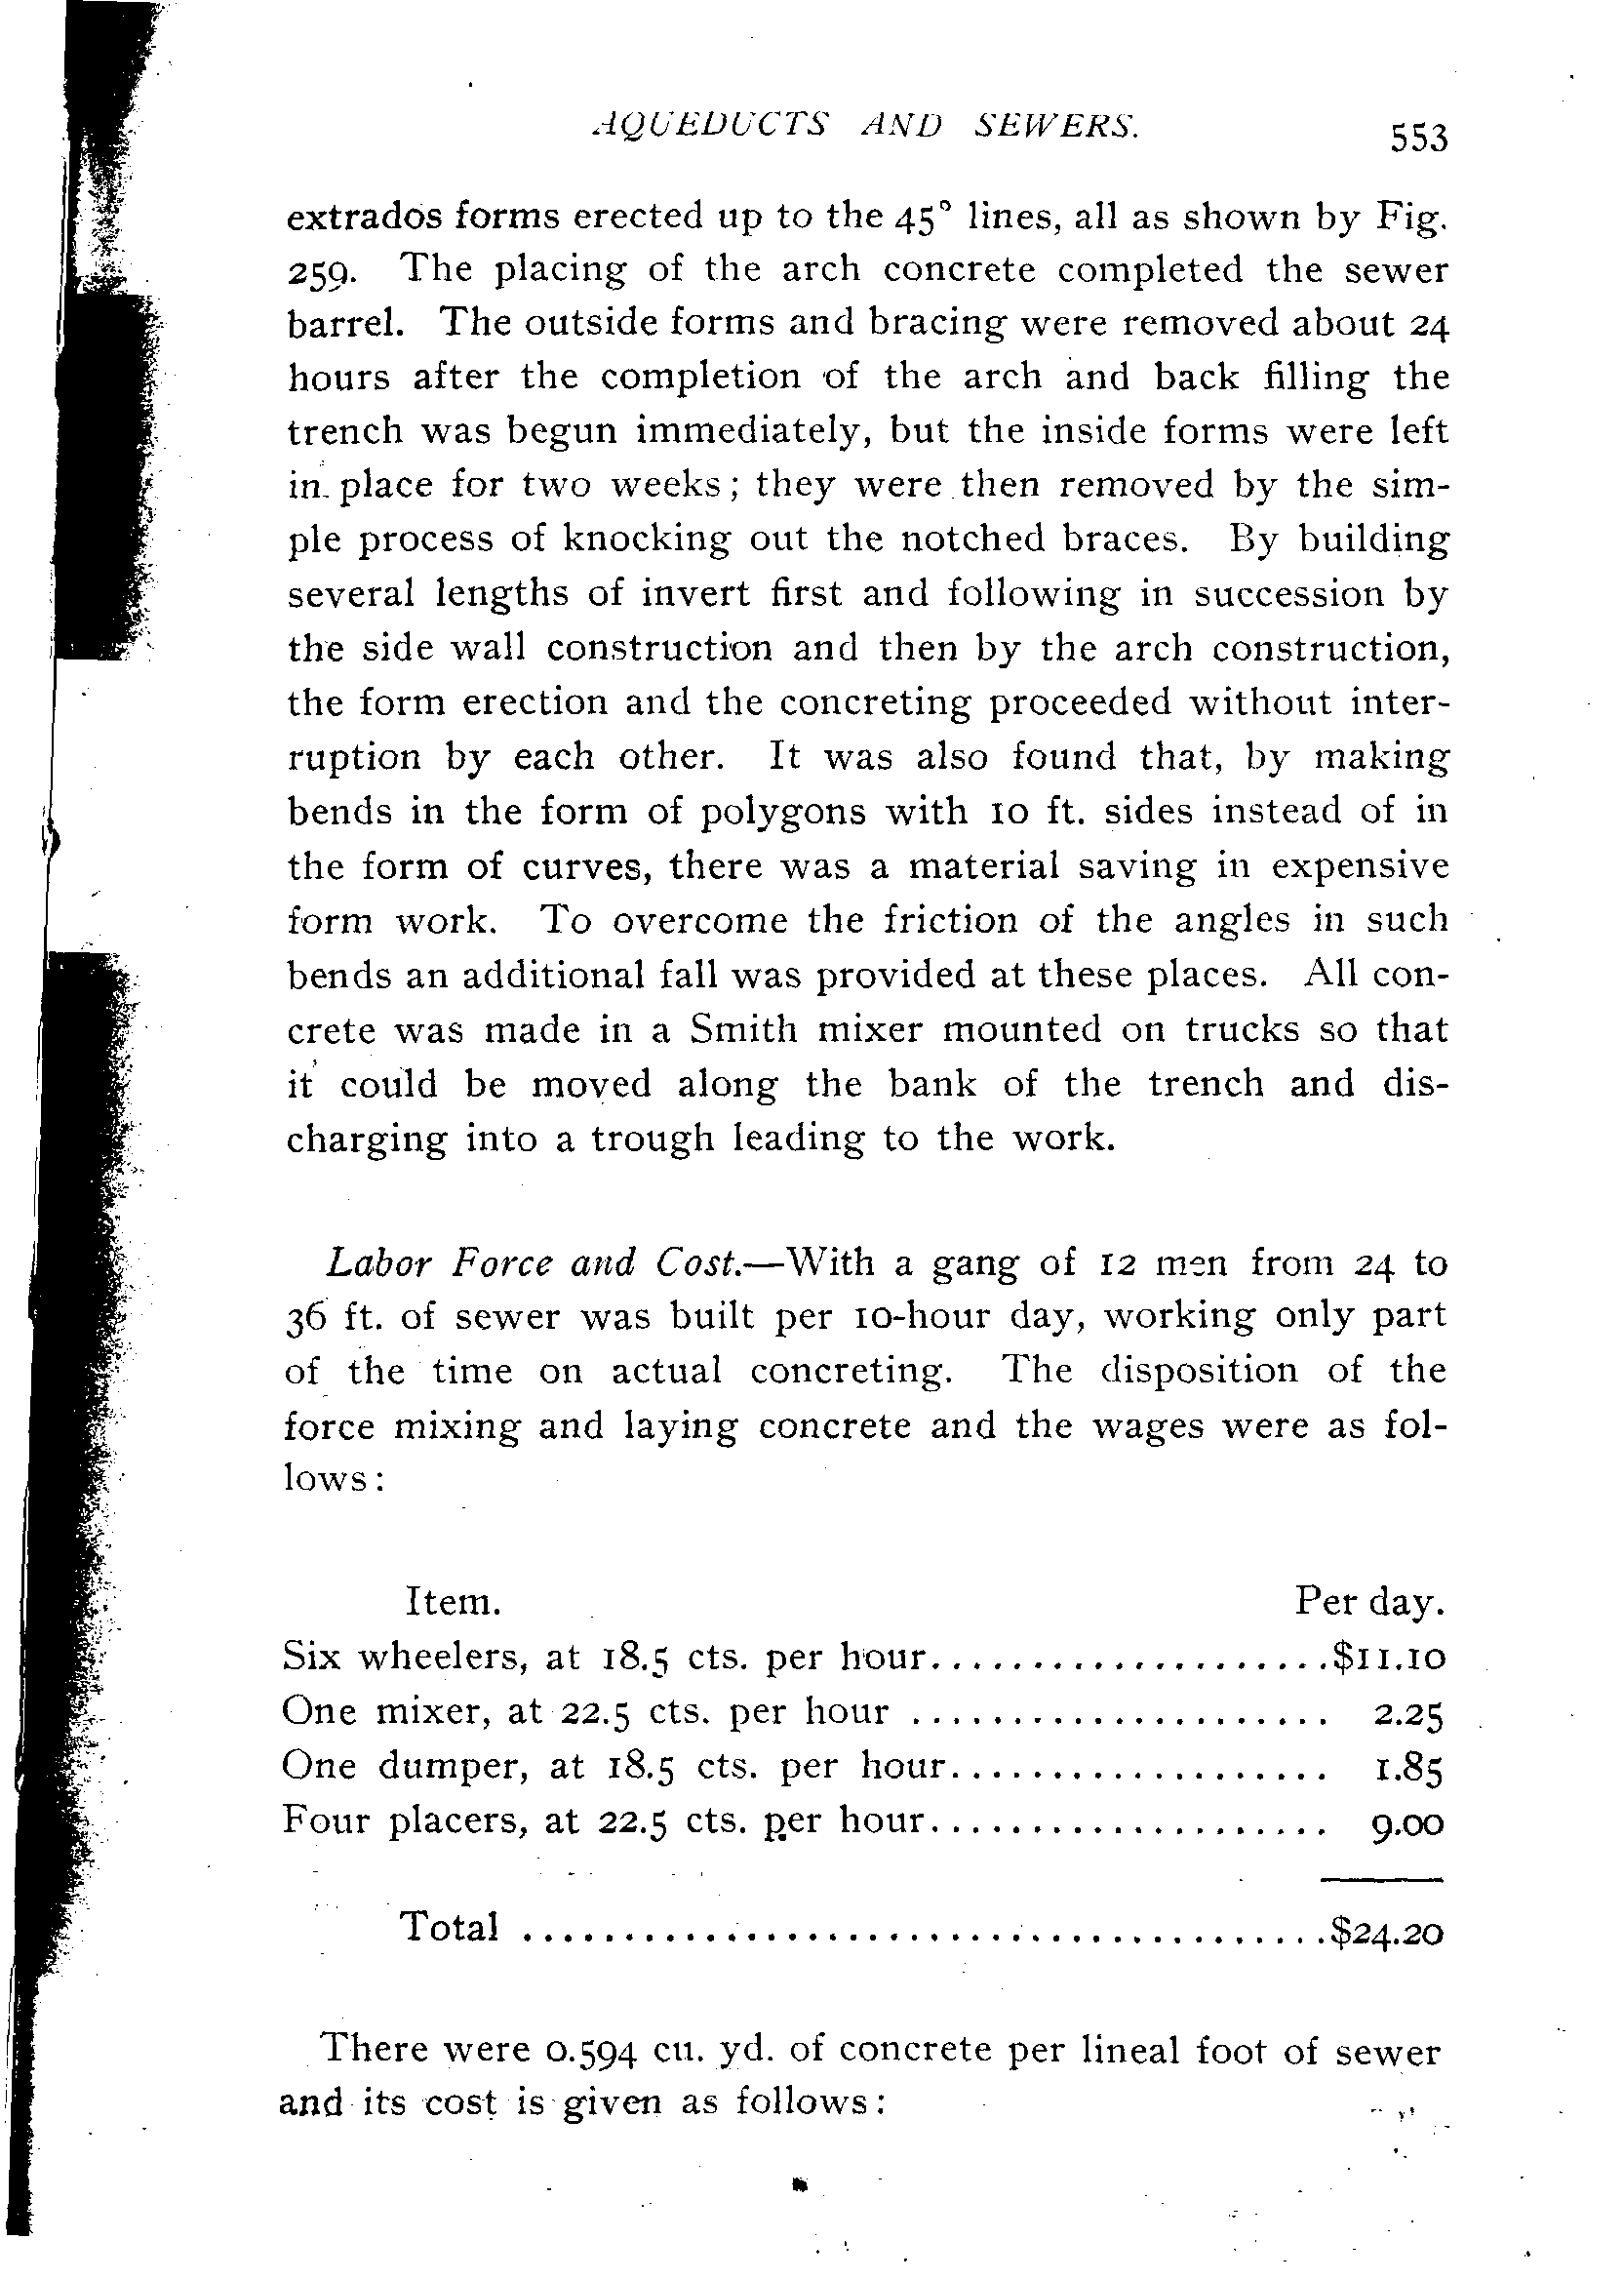 AQUEDUCTS AND SEWERS. 553
extrados forms erected up to the 45° lines, all as shown by Fig.
259. The placing of the arch concrete completed the sewer
barrel. The outside forms and bracing were removed about 24
hours after the completion of the arch and back filling the
trench was begun immediately, but the inside forms were left
in place for two weeks; they were then removed by the sim-
ple process of knocking out the notched braces. By building
several lengths of invert first and following in succession by
the side wall construction and then by the arch construction,
the form erection and the concreting proceeded without inter-
ruption by each other. It was also found that, by making
bends in the form of polygons with 10 ft. sides instead of in
the form of curves, there was a material saving in expensive
form work. To overcome the friction of the angles in such
bends an additional fall was provided at these places. All con-
crete was made in a Smith mixer mounted on trucks so that
it could be moved along the bank of the trench and dis-
charging into a trough leading to the work.
Labor Force and Cost.—With a gang of 12 men from 24 to
36 ft. of sewer was built per 10-hour day, working only part
of the time on actual concreting. The disposition of the
force mixing and laying concrete and the wages were as fol-
lows:
Item. Per day.
Six wheelers, at 18.5 cts. per hour....................$11.10
One mixer, at 22.5 cts. per hour ..................... 2.25
One dumper, at 18.5 cts. per hour................... 1.85
Four placers, at 22.5 cts. per hour.................... 9.00
Total ........................................$24.20
There were 0.594 cu. yd. of concrete per lineal foot of sewer
and its cost is given as follows: